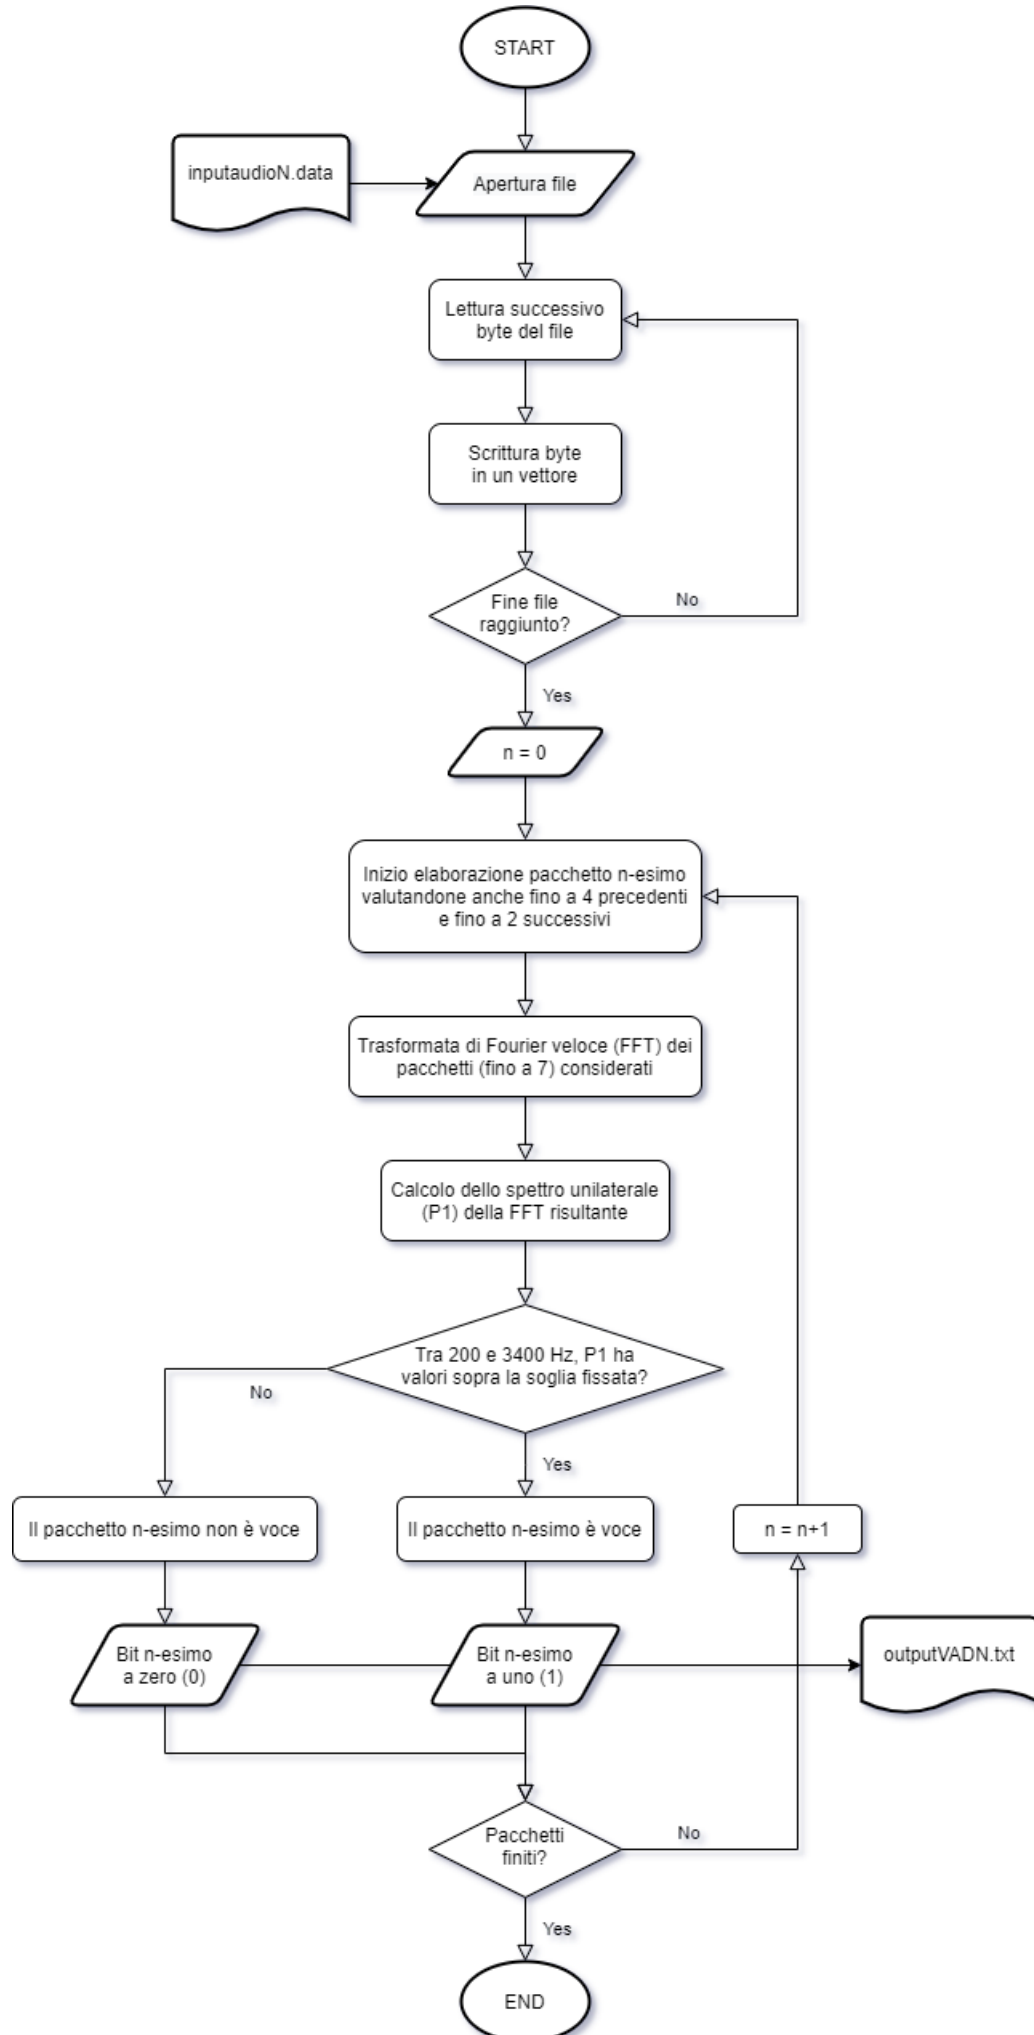 START
inputaudioN.data
Apertura file
Lettura successivo
byte del file
Scrittura byte
in un vettore
Fine file
raggiunto?
No
Yes
n = 0
Inizio elaborazione pacchetto n-esimo
valutandone anche fino a 4 precedenti
e fino a 2 successivi
Trasformata di Fourier veloce (FFT) dei
pacchetti (fino a 7) considerati
Calcolo dello spettro unilaterale
(P1) della FFT risultante
Tra 200 e 3400 Hz, P1 ha
valori sopra la soglia fissata?
No
Yes
Il pacchetto n-esimo non è voce
Il pacchetto n-esimo è voce
n = n+1
Bit n-esimo
a zero (0)
Bit n-esimo
a uno (1)
outputVADN.txt
Pacchetti
finiti?
No
Yes
END